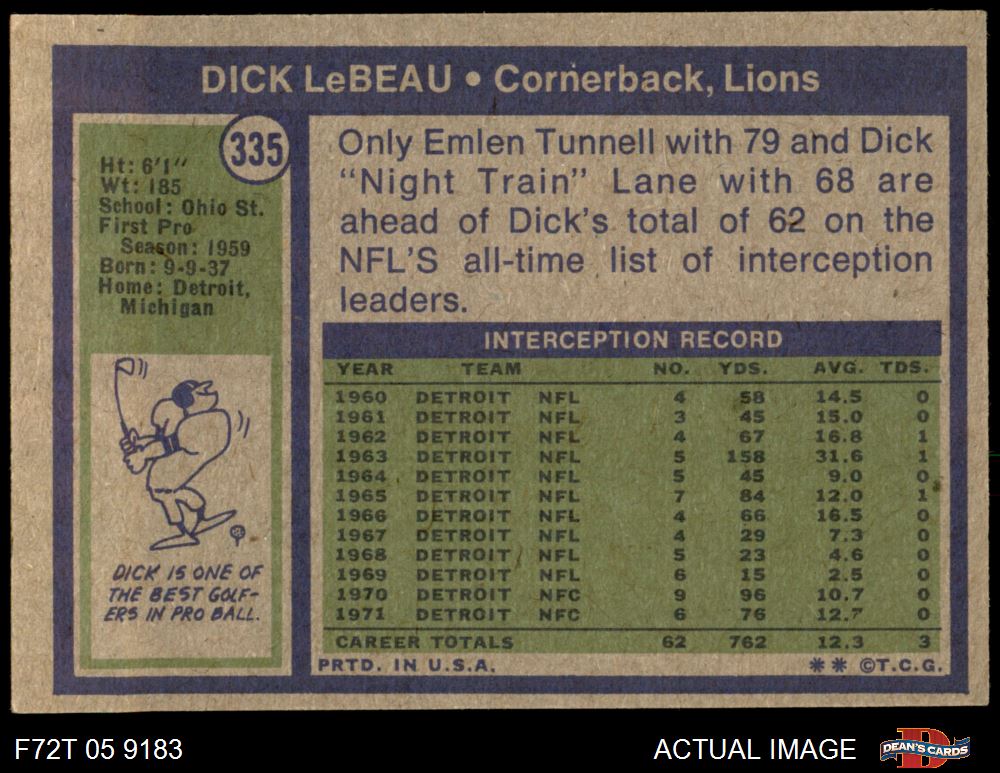 DICK LeBEAU • Cornerback, Lions
335
Ht: 6'1"
Wt: 185
School: Ohio St.
First Pro
Season: 1959
Born: 9-9-37
Home: Detroit,
Michigan
DICK IS ONE OF
THE BEST GOLF-
ERS IN PRO BALL.
Only Emlen Tunnell with 79 and Dick
"Night Train" Lane with 68 are
ahead of Dick's total of 62 on the
NFL'S all-time list of interception
leaders.
INTERCEPTION RECORD
YEAR TEAM NO. YDS. AVG. TDS.
1960 DETROIT NFL 4 58 14.5 0
1961 DETROIT NFL 3 45 15.0 0
1962 DETROIT NFL 4 67 16.8 1
1963 DETROIT NFL 5 158 31.6 1
1964 DETROIT NFL 5 45 9.0 0
1965 DETROIT NFL 7 84 12.0 1
1966 DETROIT NFL 4 66 16.5 0
1967 DETROIT NFL 4 29 7.3 0
1968 DETROIT NFL 5 23 4.6 0
1969 DETROIT NFL 6 15 2.5 0
1970 DETROIT NFC 9 96 10.7 0
1971 DETROIT NFC 6 76 12.7 0
CAREER TOTALS 62 762 12.3 3
PRTD. IN U.S.A. ** ©T.C.G.
F72T 05 9183 ACTUAL IMAGE DEAN'S CARDS